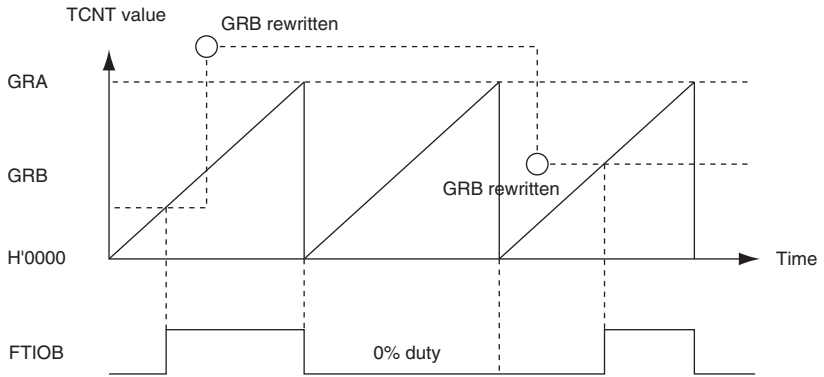 TCNT value
GRB rewritten
GRA
GRB
GRB rewritten
H'0000
Time
FTIOB
0% duty